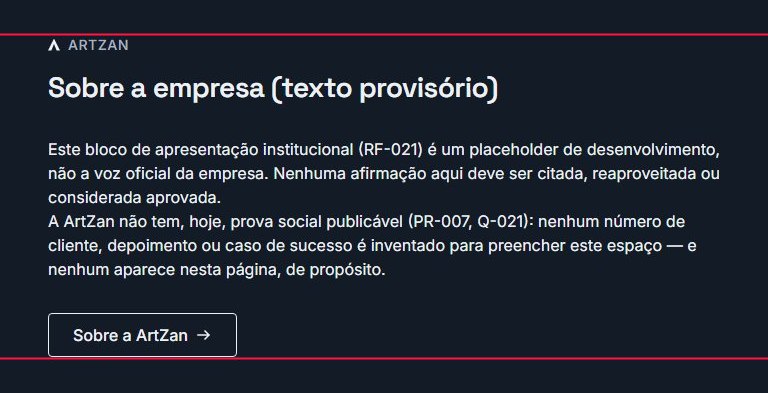 ARTZAN
Sobre a empresa (texto provisório)
Este bloco de apresentação institucional (RF-021) é um placeholder de desenvolvimento,
não a voz oficial da empresa. Nenhuma afirmação aqui deve ser citada, reaproveitada ou
considerada aprovada.
A ArtZan não tem, hoje, prova social publicável (PR-007, Q-021): nenhum número de
cliente, depoimento ou caso de sucesso é inventado para preencher este espaço — e
nenhum aparece nesta página, de propósito.
Sobre a ArtZan →